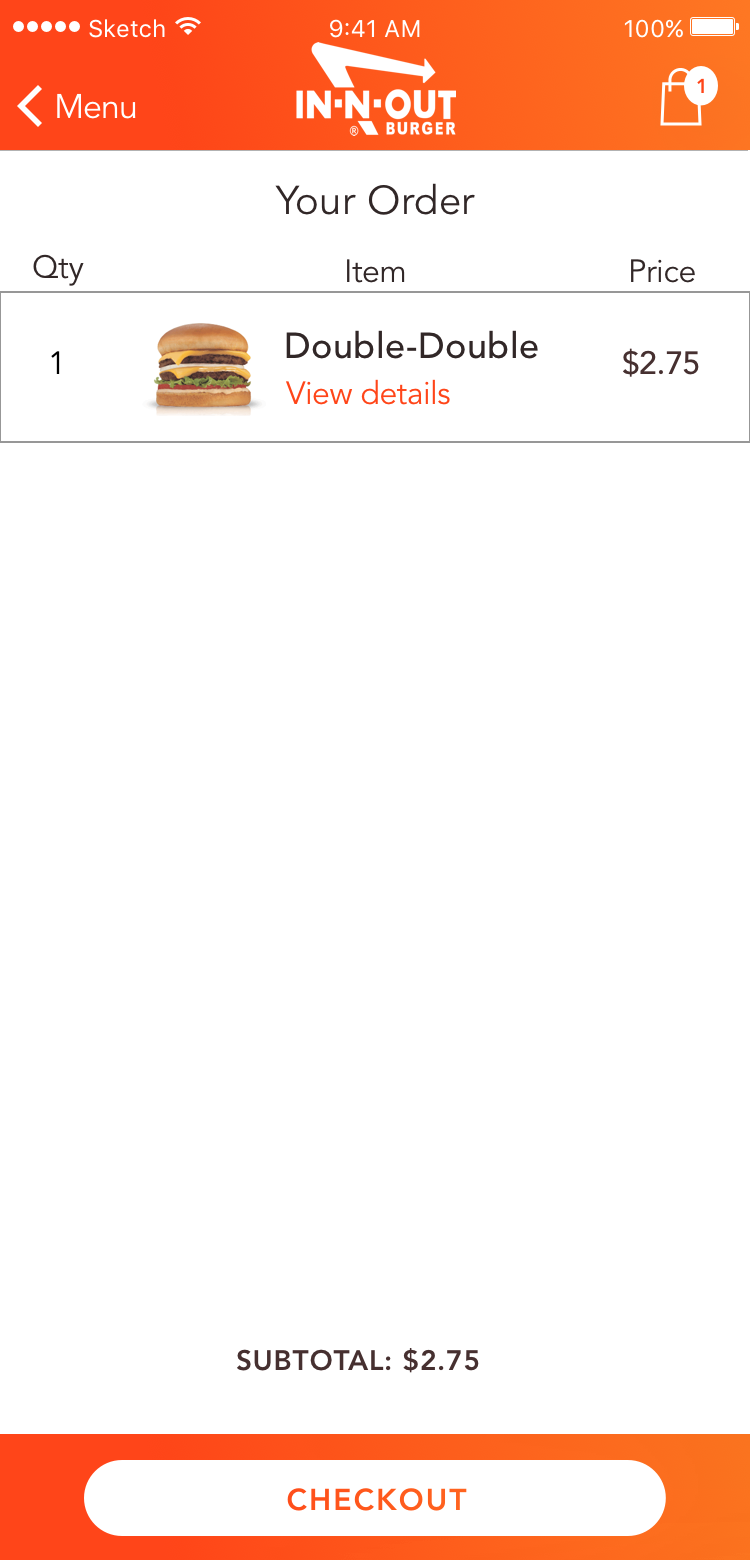 Sketch 9:41 AM 100%
Menu
IN-N-OUT
® BURGER
1
Your Order
Qty Item Price
1 Double-Double $2.75
View details
SUBTOTAL: $2.75
CHECKOUT